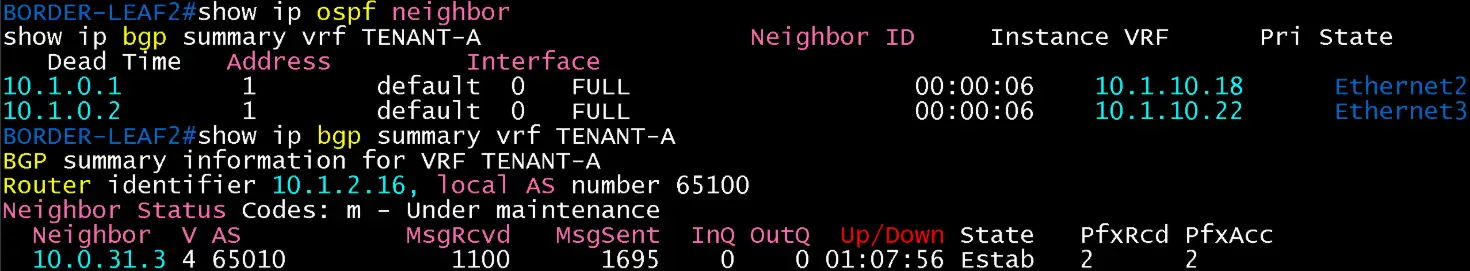 BORDER-LEAF2#show ip ospf neighbor
show ip bgp summary vrf TENANT-A                  Neighbor ID     Instance VRF      Pri State
   Dead Time   Address         Interface
10.1.0.1        1        default  0   FULL                   00:00:06    10.1.10.18      Ethernet2
10.1.0.2        1        default  0   FULL                   00:00:06    10.1.10.22      Ethernet3
BORDER-LEAF2#show ip bgp summary vrf TENANT-A
BGP summary information for VRF TENANT-A
Router identifier 10.1.2.16, local AS number 65100
Neighbor Status Codes: m - Under maintenance
  Neighbor  V AS             MsgRcvd   MsgSent  InQ OutQ  Up/Down State   PfxRcd PfxAcc
  10.0.31.3 4 65010             1100      1695    0    0 01:07:56 Estab   2      2